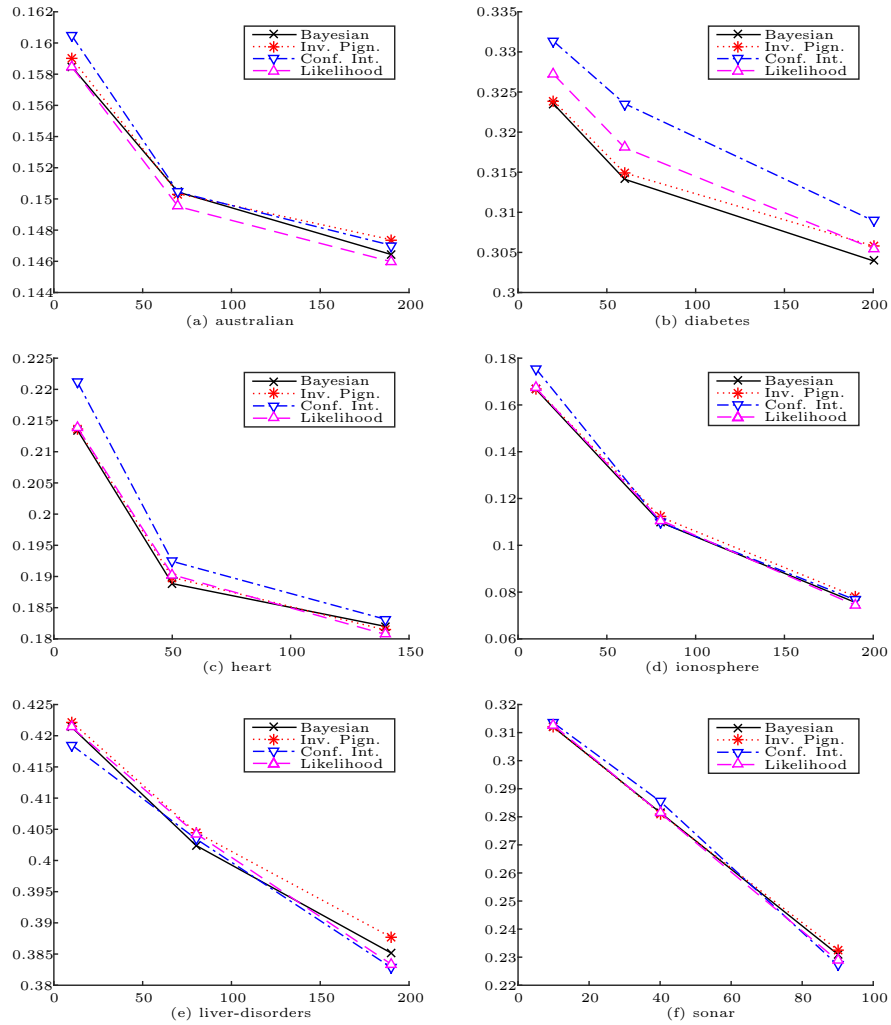 0.162
0.16
0.158
0.156
0.154
0.152
0.15
0.148
0.146
0.144
0 50 100 150 200
Bayesian
Inv. Pign.
Conf. Int.
Likelihood
(a) australian
0.335
0.33
0.325
0.32
0.315
0.31
0.305
0.3
0 50 100 150 200
Bayesian
Inv. Pign.
Conf. Int.
Likelihood
(b) diabetes
0.225
0.22
0.215
0.21
0.205
0.2
0.195
0.19
0.185
0.18
0 50 100 150
Bayesian
Inv. Pign.
Conf. Int.
Likelihood
(c) heart
0.18
0.16
0.14
0.12
0.1
0.08
0.06
0 50 100 150 200
Bayesian
Inv. Pign.
Conf. Int.
Likelihood
(d) ionosphere
0.425
0.42
0.415
0.41
0.405
0.4
0.395
0.39
0.385
0.38
0 50 100 150 200
Bayesian
Inv. Pign.
Conf. Int.
Likelihood
(e) liver-disorders
0.32
0.31
0.3
0.29
0.28
0.27
0.26
0.25
0.24
0.23
0.22
0 20 40 60 80 100
Bayesian
Inv. Pign.
Conf. Int.
Likelihood
(f) sonar